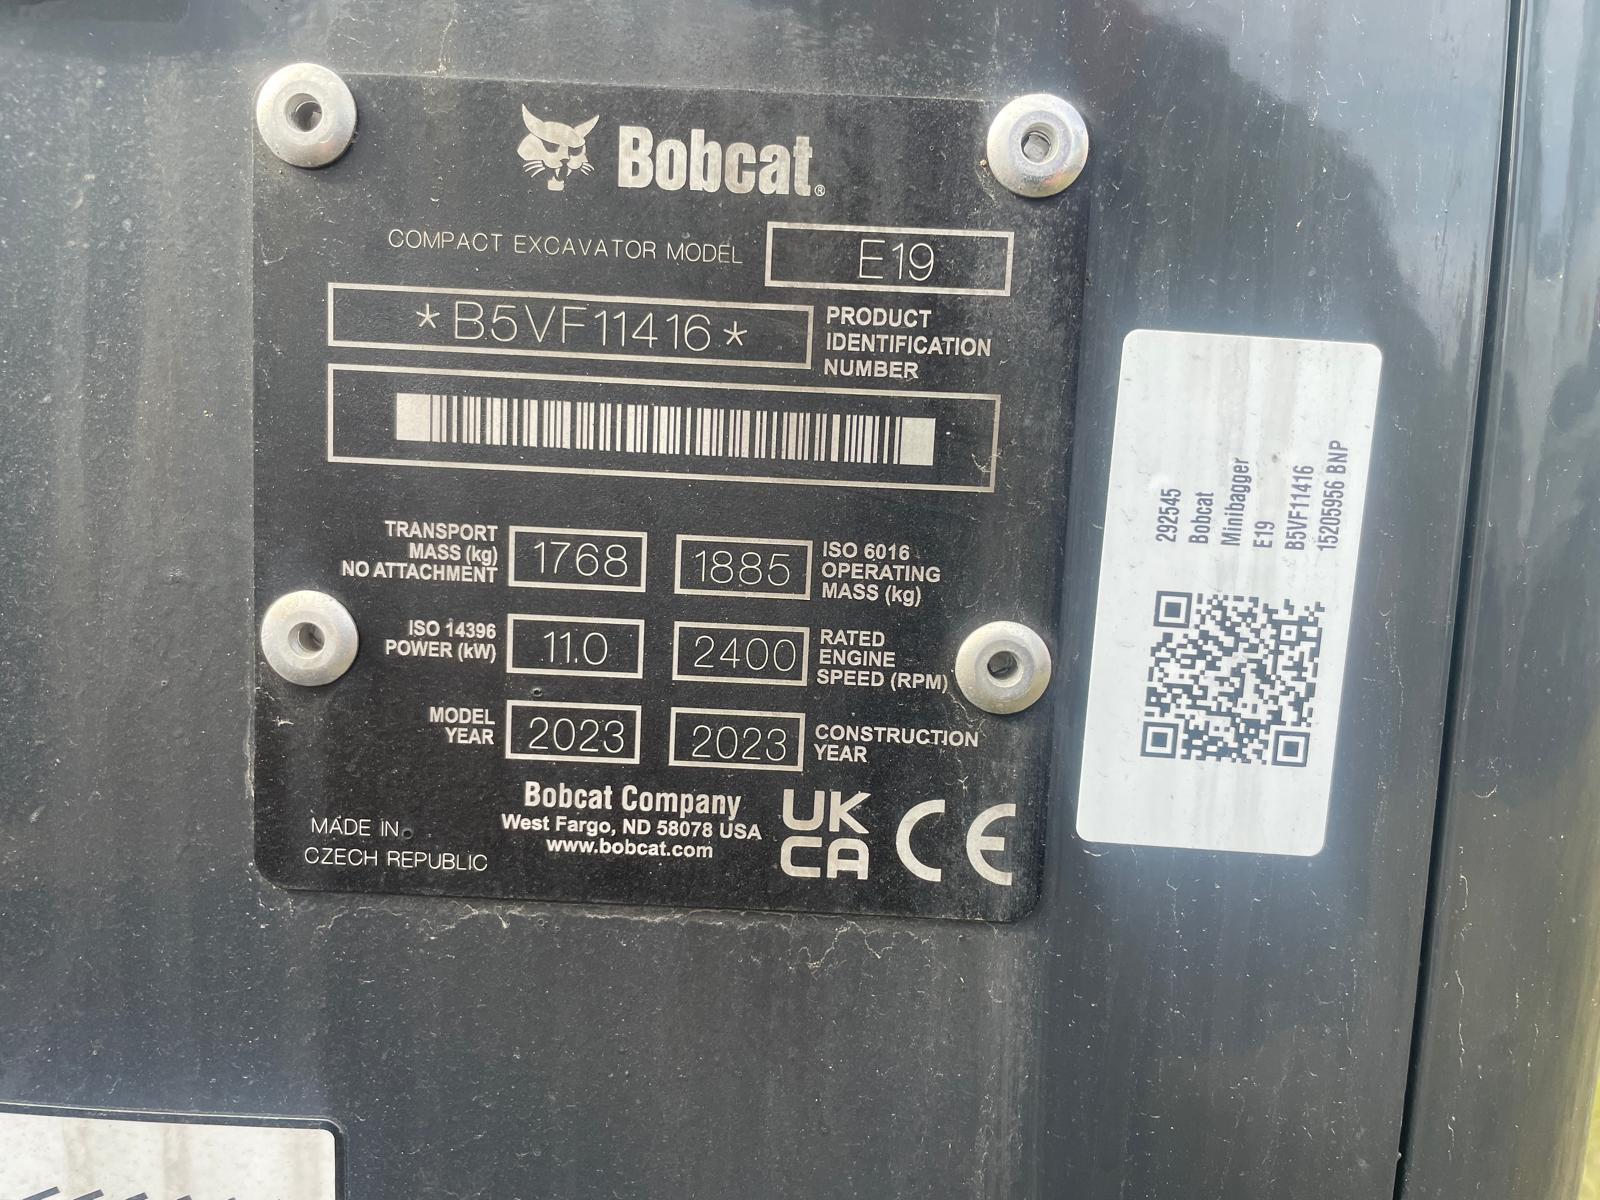 Bobcat®
COMPACT EXCAVATOR MODEL E19
*B5VF11416*
PRODUCT
IDENTIFICATION
NUMBER
TRANSPORT
MASS (kg)
NO ATTACHMENT
1768
1885
ISO 6016
OPERATING
MASS (kg)
ISO 14396
POWER (kW)
11.0
2400
RATED
ENGINE
SPEED (RPM)
MODEL
YEAR
2023
2023
CONSTRUCTION
YEAR
MADE IN
CZECH REPUBLIC
Bobcat Company
West Fargo, ND 58078 USA
www.bobcat.com
UK
CA
CE
292545
Bobcat
Minibagger
E19
B5VF11416
15205956 BNP